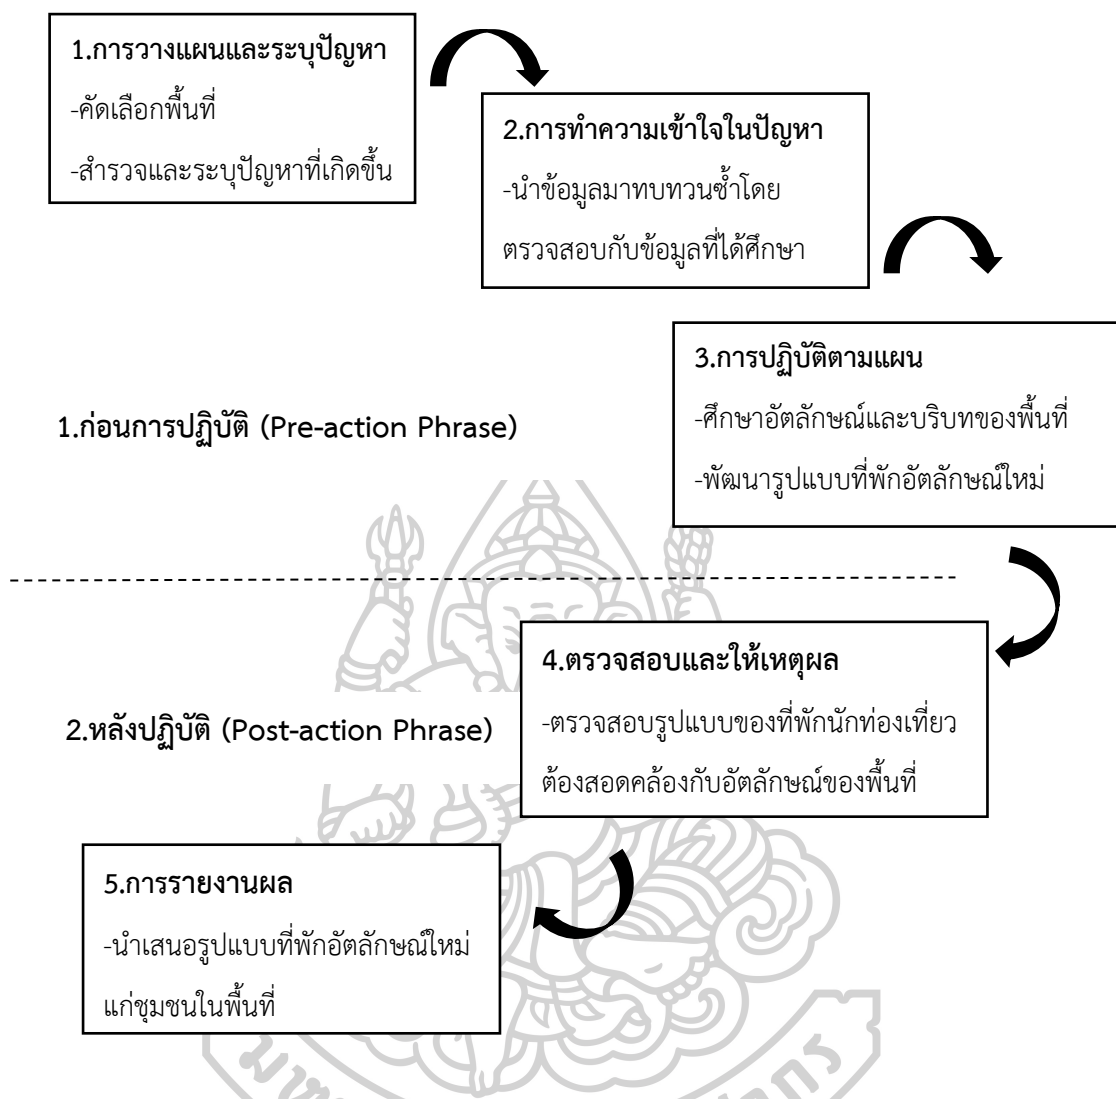 1.การวางแผนและระบุปัญหา
-คัดเลือกพื้นที่
-สำรวจและระบุปัญหาที่เกิดขึ้น
2.การทำความเข้าใจในปัญหา
-นำข้อมูลมาทบทวนซ้ำโดย
ตรวจสอบกับข้อมูลที่ได้ศึกษา
3.การปฏิบัติตามแผน
-ศึกษาอัตลักษณ์และบริบทของพื้นที่
-พัฒนารูปแบบที่พักอัตลักษณ์ใหม่
1.ก่อนการปฏิบัติ (Pre-action Phrase)
4.ตรวจสอบและให้เหตุผล
-ตรวจสอบรูปแบบของที่พักนักท่องเที่ยว
ต้องสอดคล้องกับอัตลักษณ์ของพื้นที่
2.หลังปฏิบัติ (Post-action Phrase)
5.การรายงานผล
-นำเสนอรูปแบบที่พักอัตลักษณ์ใหม่
แก่ชุมชนในพื้นที่